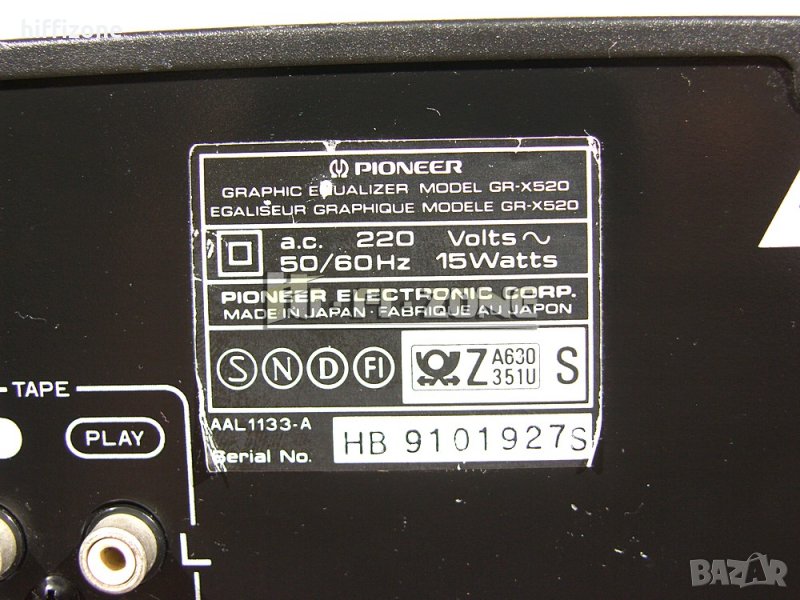 hiffizone
PIONEER
GRAPHIC EQUALIZER MODEL GR-X520
EGALISEUR GRAPHIQUE MODELE GR-X520
a.c. 220 Volts ~
50/60Hz 15Watts
PIONEER ELECTRONIC CORP.
MADE IN JAPAN · FABRIQUE AU JAPON
S N D FI Z A630 351U S
AAL1133-A
Serial No. HB 9101927S
TAPE
PLAY
L
BAZAR